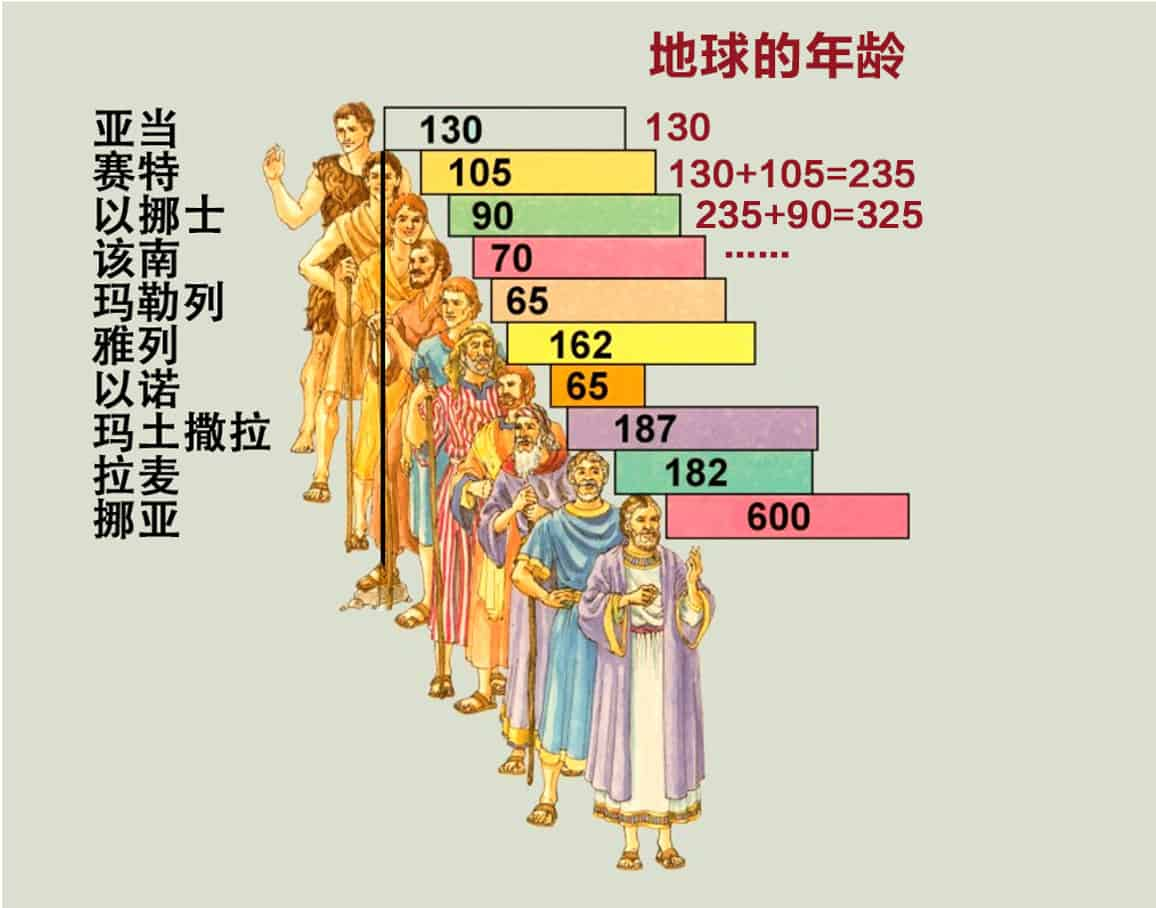 地球的年龄
亚当 130 130
赛特 105 130+105=235
以挪士 90 235+90=325
该南 70 ······
玛勒列 65
雅列 162
以诺 65
玛土撒拉 187
拉麦 182
挪亚 600